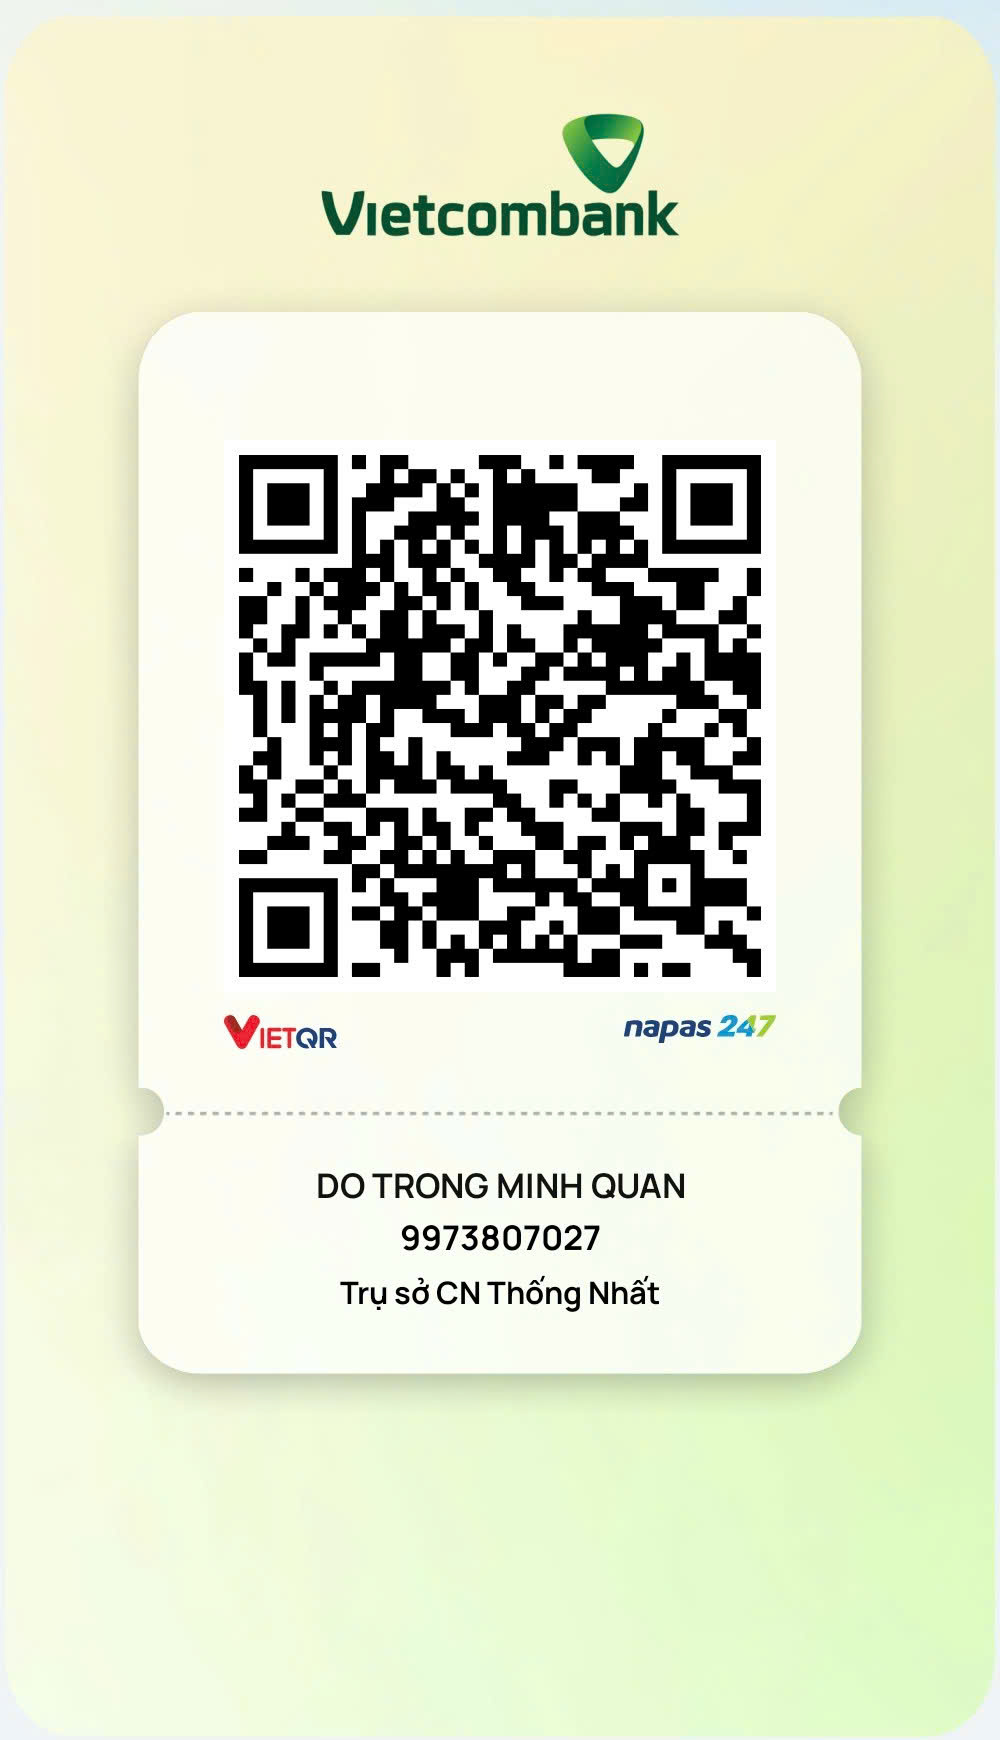 Vietcombank
VIETQR
napas 247
DO TRONG MINH QUAN
9973807027
Trụ sở CN Thống Nhất